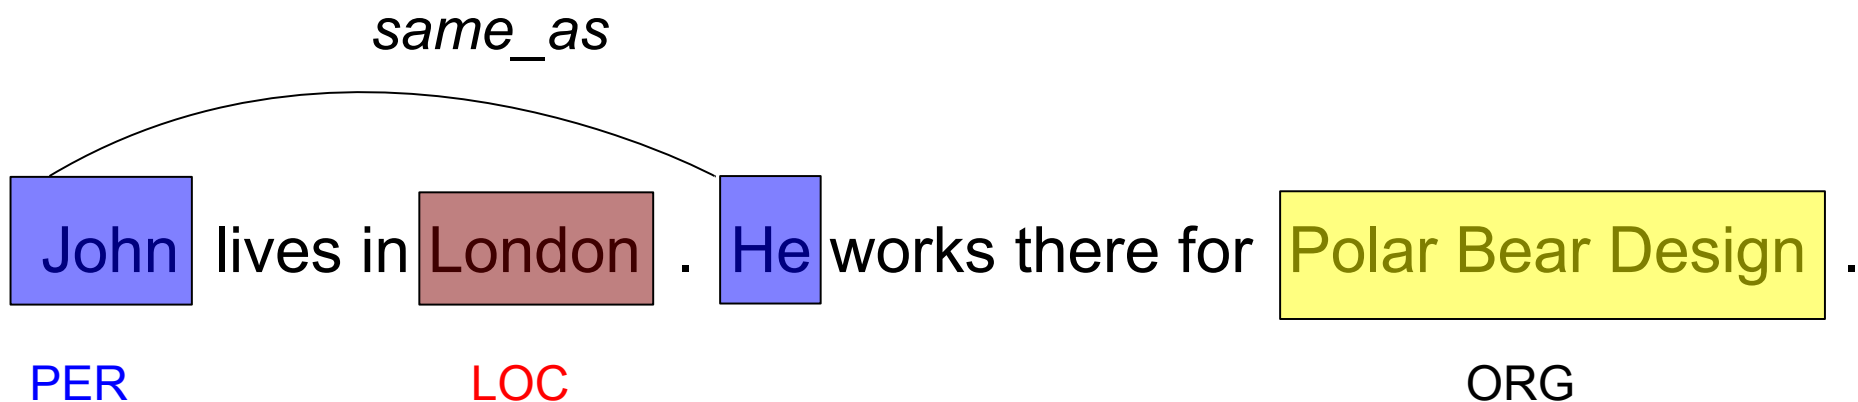 same_as
John lives in London . He works there for Polar Bear Design .
PER LOC ORG